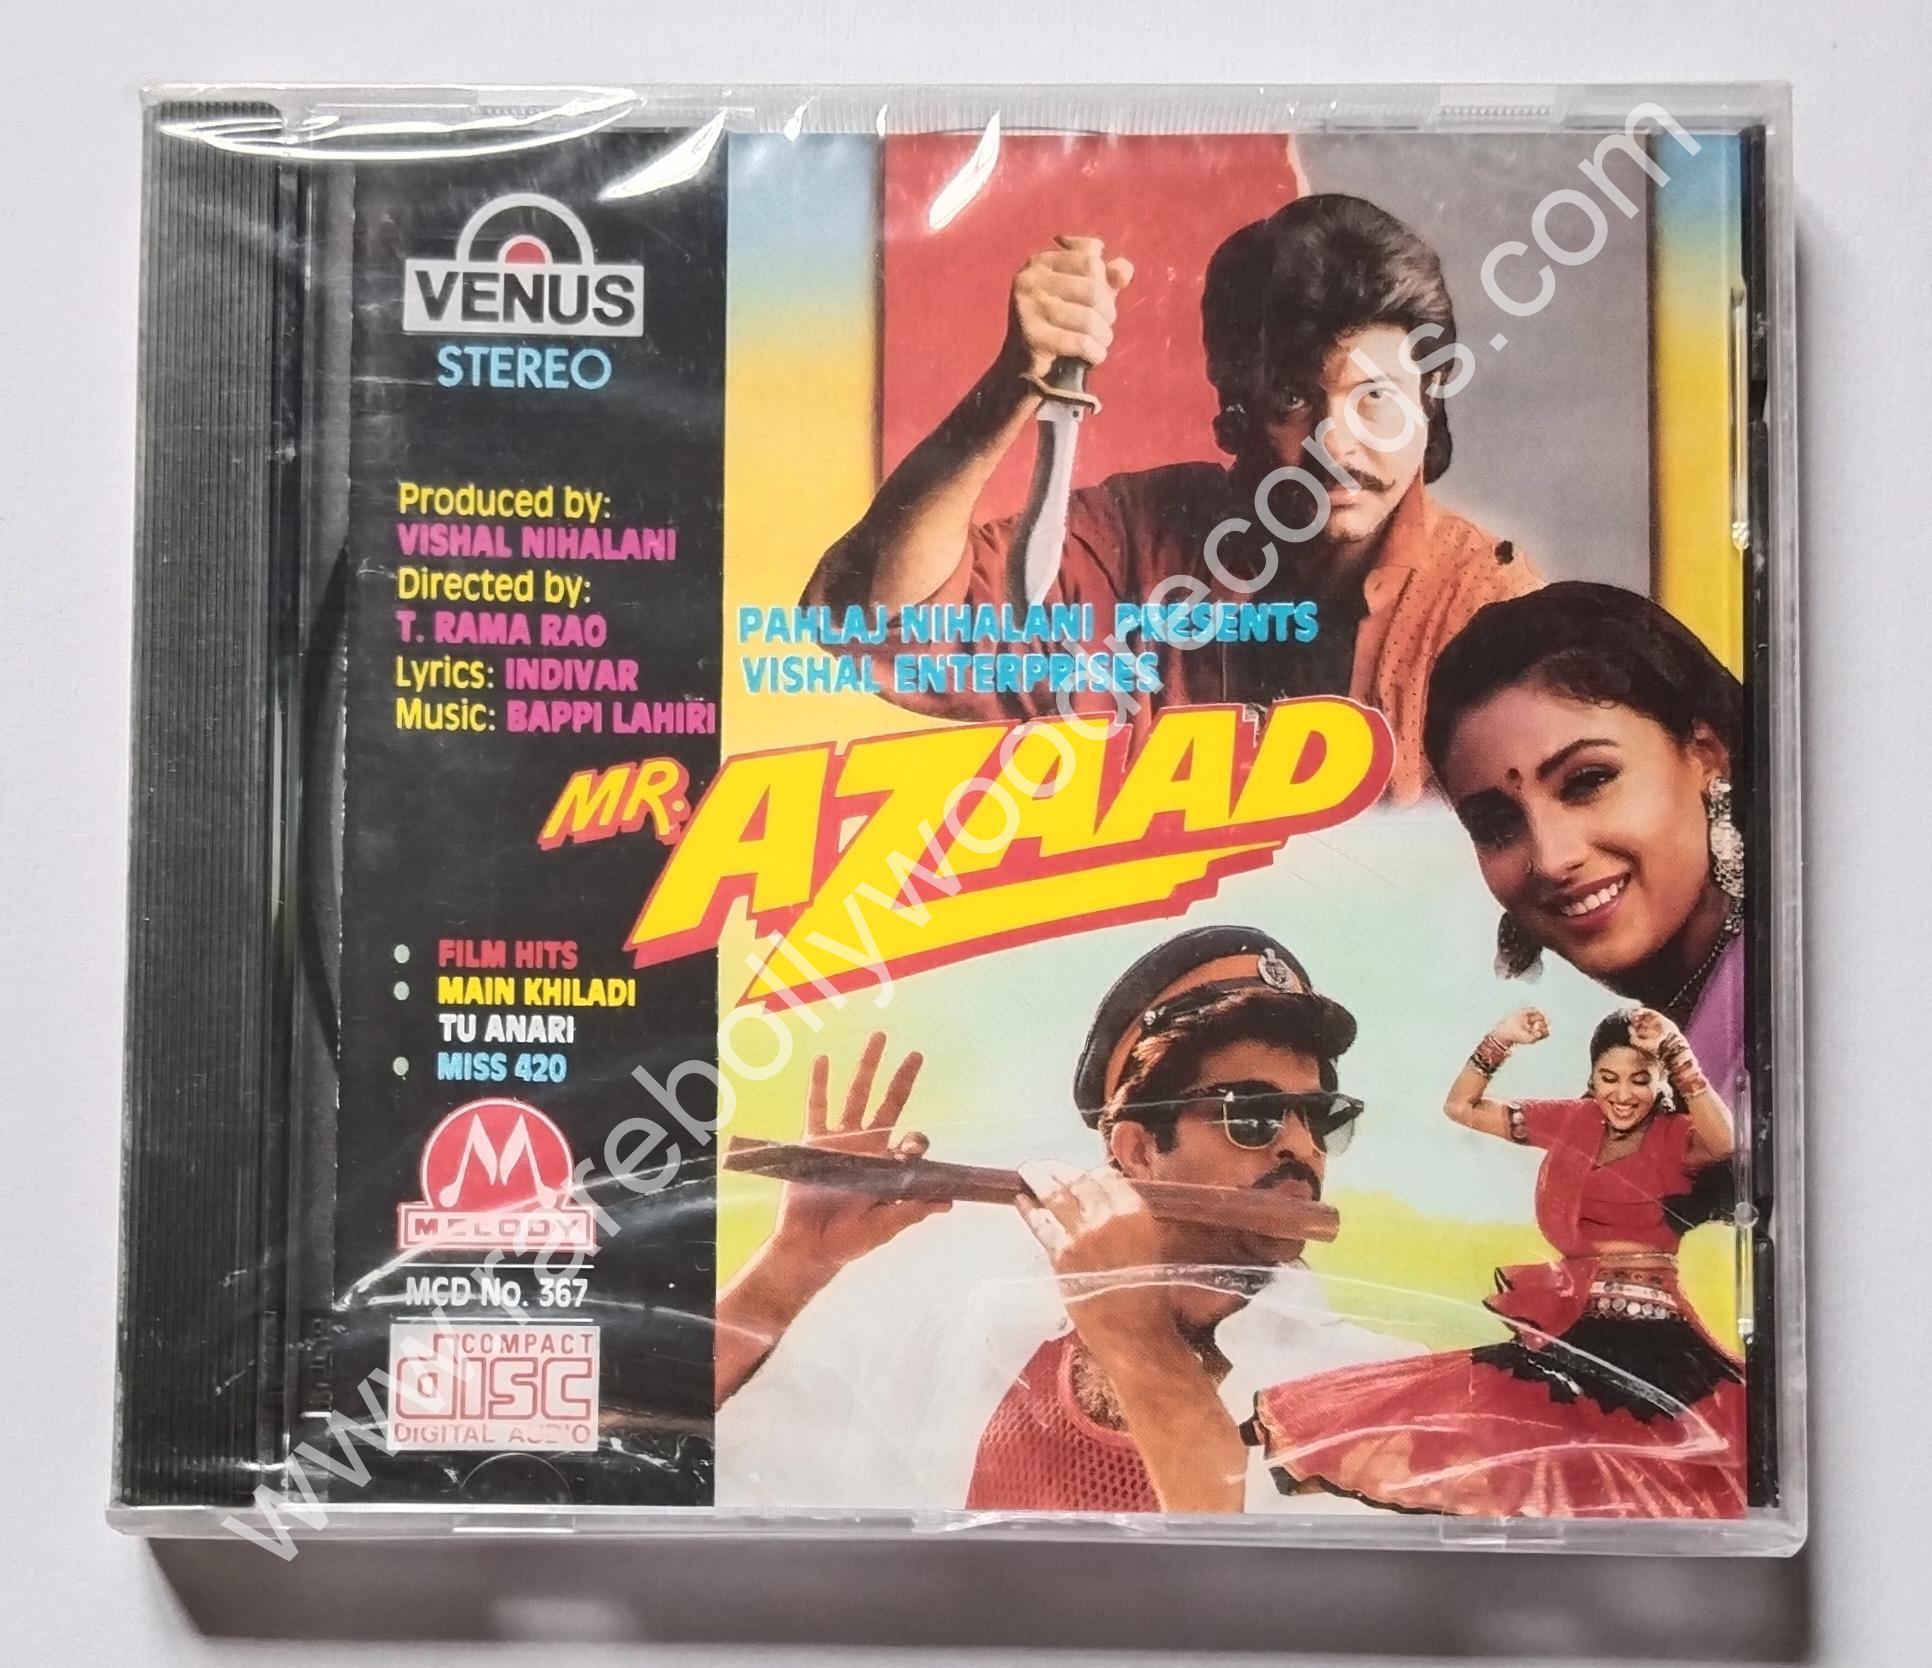 VENUS
STEREO
Produced by:
VISHAL NIHALANI
Directed by:
T. RAMA RAO
Lyrics: INDIVAR
Music: BAPPI LAHIRI
PAHLAJ NIHALANI PRESENTS
VISHAL ENTERPRISES
MR. AZAAD
• FILM HITS
• MAIN KHILADI
TU ANARI
• MISS 420
M
MELODY
MCD No. 367
COMPACT
disc
DIGITAL AUDIO
www.rarebollywoodrecords.com